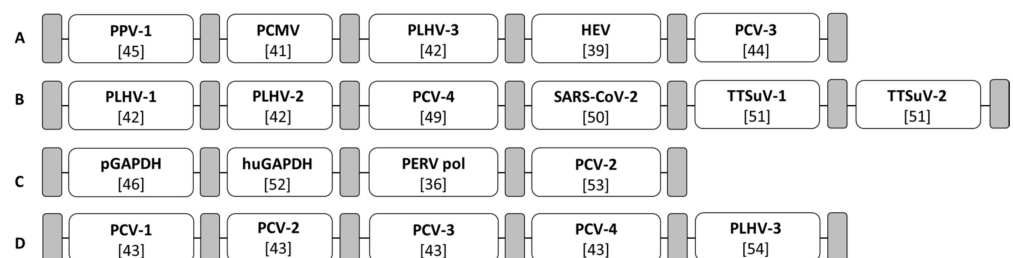 A
PPV-1 PCMV PLHV-3 HEV PCV-3
[45] [41] [42] [39] [44]
B
PLHV-1 PLHV-2 PCV-4 SARS-CoV-2 TTSuV-1 TTSuV-2
[42] [42] [49] [50] [51] [51]
C
pGAPDH huGAPDH PERV pol PCV-2
[46] [52] [36] [53]
D
PCV-1 PCV-2 PCV-3 PCV-4 PLHV-3
[43] [43] [43] [43] [54]